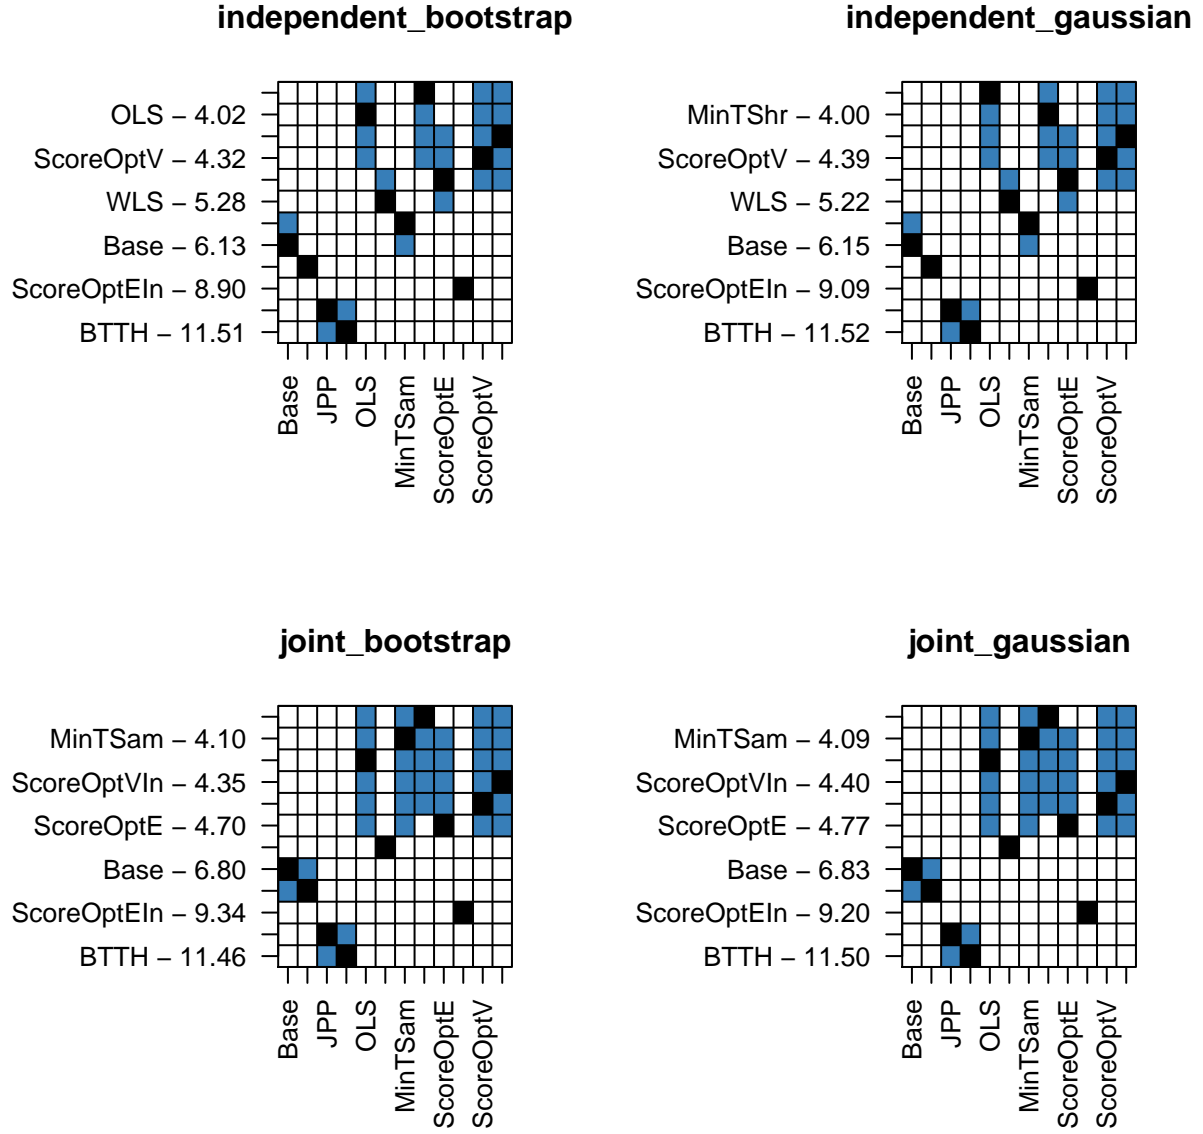 independent_bootstrap
OLS − 4.02
ScoreOptV − 4.32
WLS − 5.28
Base − 6.13
ScoreOptEIn − 8.90
BTTH − 11.51
Base
JPP
OLS
MinTSam
ScoreOptE
ScoreOptV
independent_gaussian
MinTShr − 4.00
ScoreOptV − 4.39
WLS − 5.22
Base − 6.15
ScoreOptEIn − 9.09
BTTH − 11.52
Base
JPP
OLS
MinTSam
ScoreOptE
ScoreOptV
joint_bootstrap
MinTSam − 4.10
ScoreOptVIn − 4.35
ScoreOptE − 4.70
Base − 6.80
ScoreOptEIn − 9.34
BTTH − 11.46
Base
JPP
OLS
MinTSam
ScoreOptE
ScoreOptV
joint_gaussian
MinTSam − 4.09
ScoreOptVIn − 4.40
ScoreOptE − 4.77
Base − 6.83
ScoreOptEIn − 9.20
BTTH − 11.50
Base
JPP
OLS
MinTSam
ScoreOptE
ScoreOptV